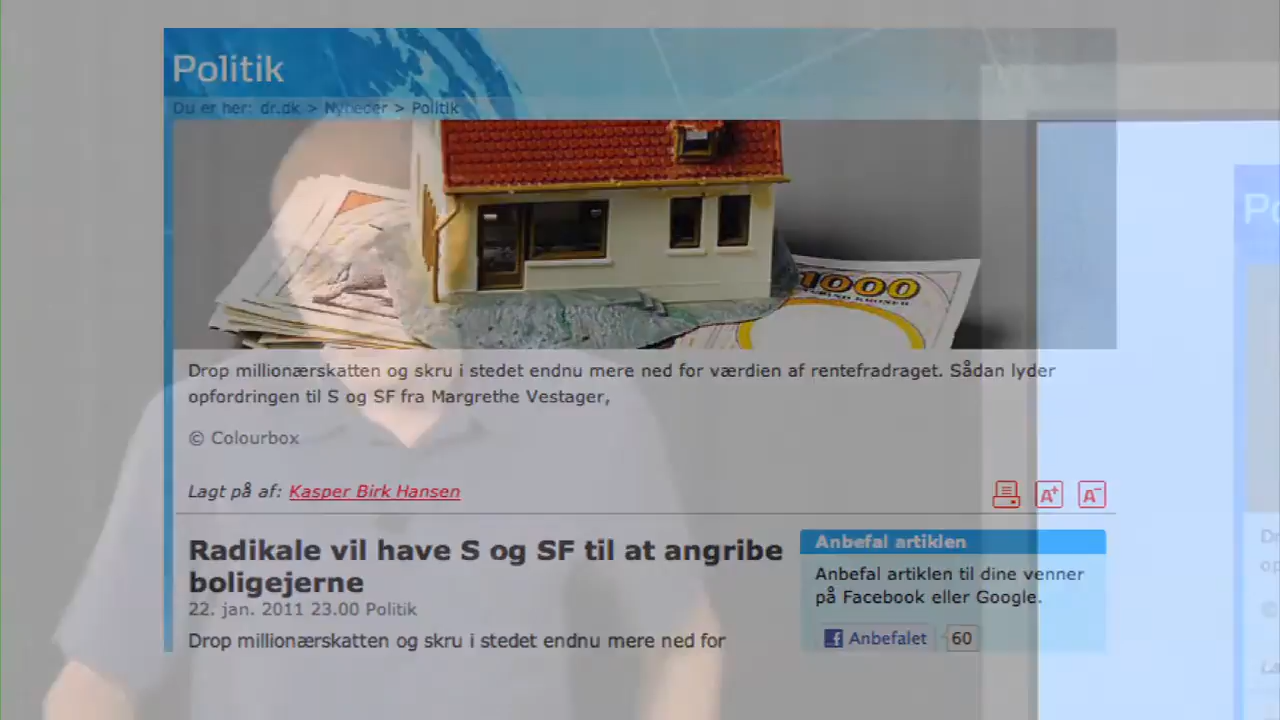 Politik
Du er her: dr.dk > Nyheder > Politik
1000
KRONER
Drop millionærskatten og skru i stedet endnu mere ned for værdien af rentefradraget. Sådan lyder
opfordringen til S og SF fra Margrethe Vestager,
© Colourbox
Lagt på af: Kasper Birk Hansen
A+ A-
Radikale vil have S og SF til at angribe
boligejerne
22. jan. 2011 23.00 Politik
Drop millionærskatten og skru i stedet endnu mere ned for
Anbefal artiklen
Anbefal artiklen til dine venner
på Facebook eller Google.
f Anbefalet 60